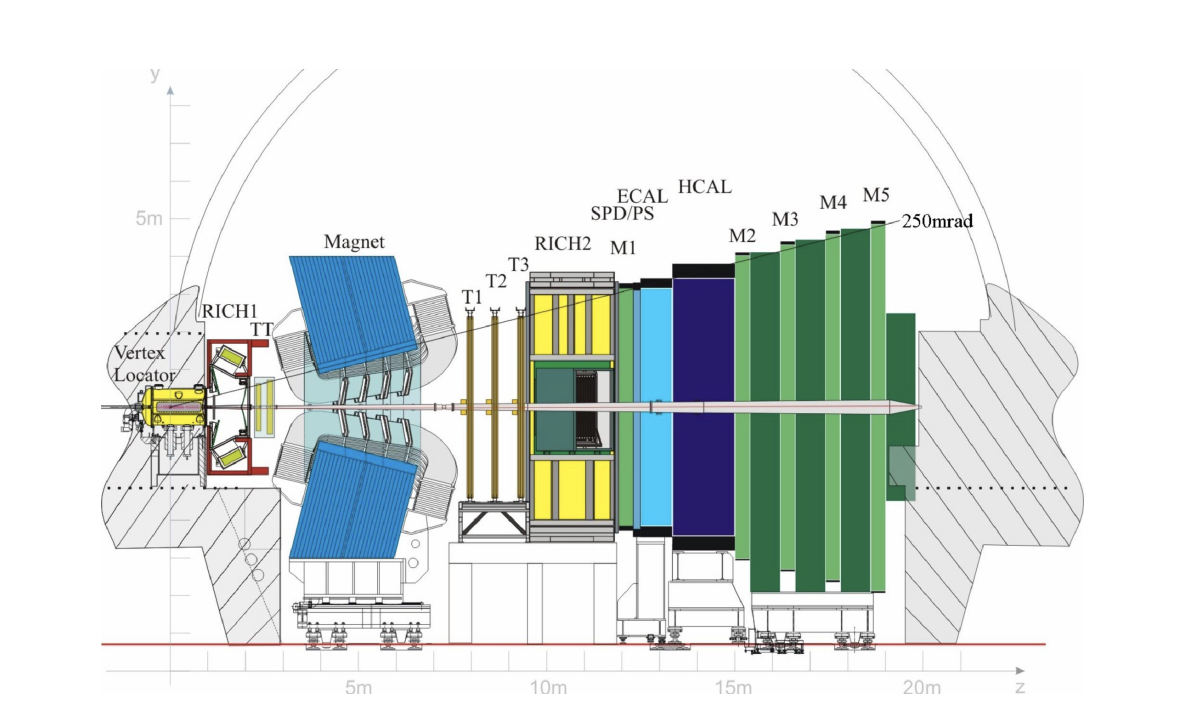 y
5m
HCAL
ECAL
SPD/PS
M5
M4
M3
M2
250mrad
Magnet
RICH2
M1
T3
T2
T1
RICH1
TT
Vertex
Locator
5m
10m
15m
20m
z